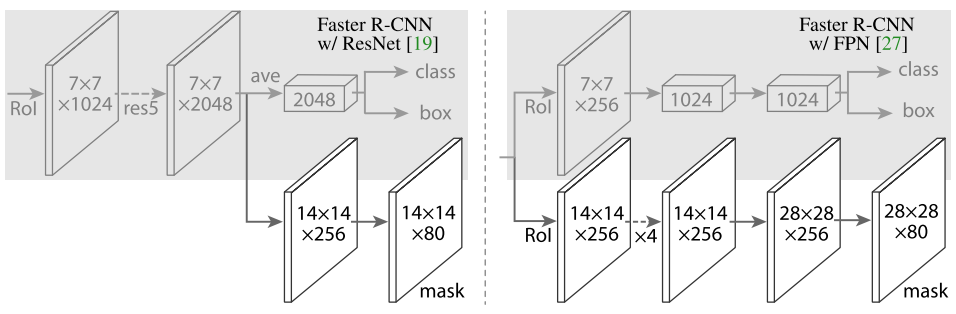 Faster R-CNN
w/ ResNet [19]
RoI
7×7
×1024
res5
7×7
×2048
ave
2048
class
box
14×14
×256
14×14
×80
mask
Faster R-CNN
w/ FPN [27]
RoI
7×7
×256
1024
1024
class
box
RoI
14×14
×256
×4
14×14
×256
28×28
×256
28×28
×80
mask